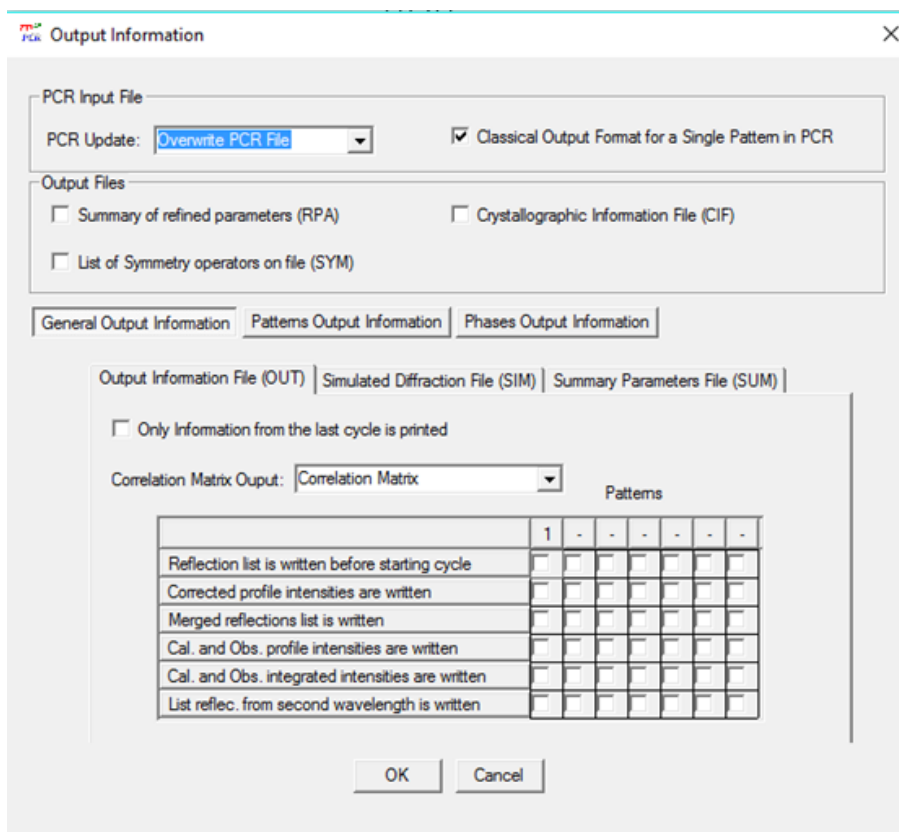 PCR Output Information
PCR Input File
PCR Update: Overwrite PCR File Classical Output Format for a Single Pattern in PCR
Output Files
Summary of refined parameters (RPA) Crystallographic Information File (CIF)
List of Symmetry operators on file (SYM)
General Output Information Patterns Output Information Phases Output Information
Output Information File (OUT) Simulated Diffraction File (SIM) Summary Parameters File (SUM)
Only Information from the last cycle is printed
Correlation Matrix Ouput: Correlation Matrix
Patterns
1 - - - - - -
Reflection list is written before starting cycle
Corrected profile intensities are written
Merged reflections list is written
Cal. and Obs. profile intensities are written
Cal. and Obs. integrated intensities are written
List reflec. from second wavelength is written
OK Cancel